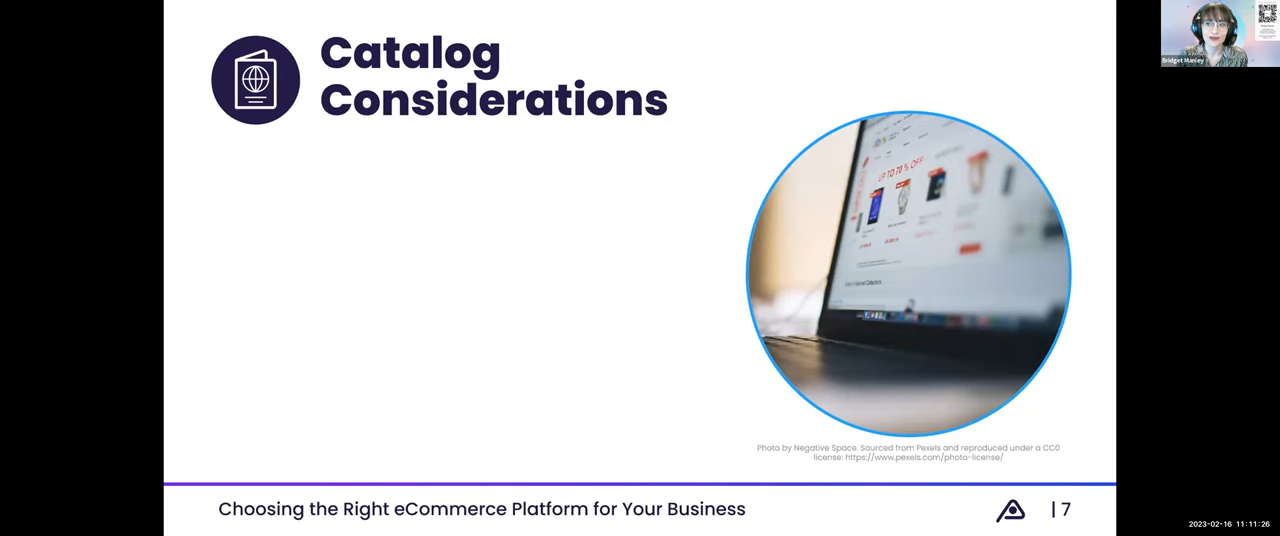 Catalog
Considerations
Bridget Manley
UP TO 70 % OFF
Photo by Negative Space. Sourced from Pexels and reproduced under a CC0
license: https://www.pexels.com/photo-license/
Choosing the Right eCommerce Platform for Your Business
| 7
2023-02-16 11:11:26